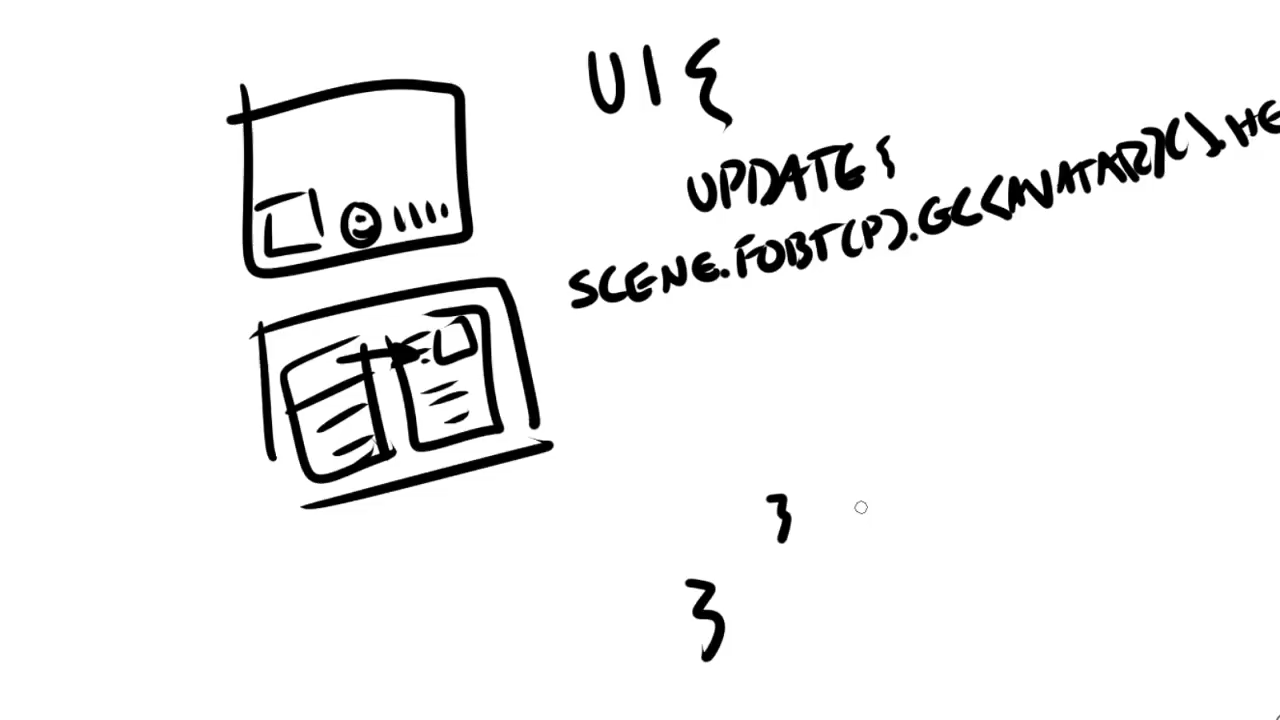 UI {
UPDATE {
SCENE.FOBT(P).GC<AVATAR>().HE
}
}